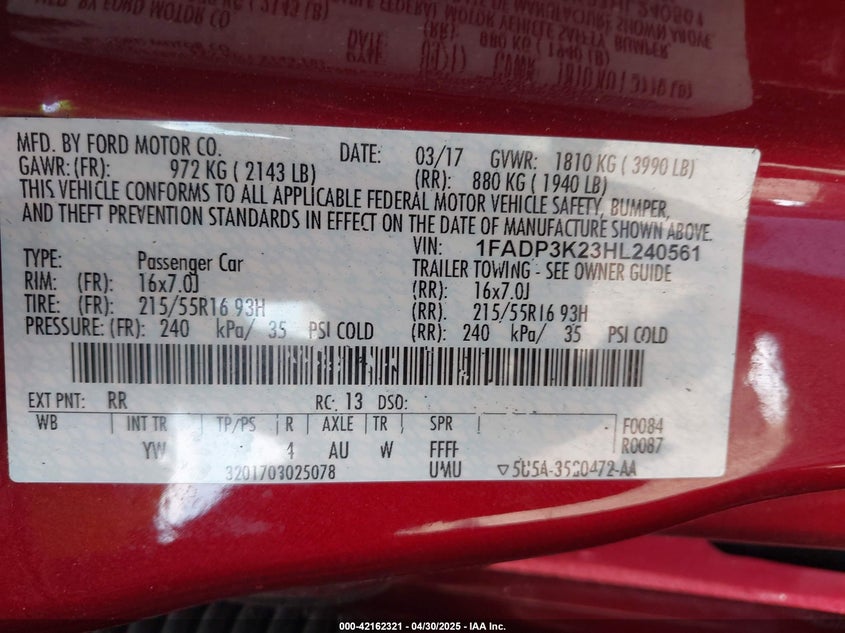 MFD. BY FORD MOTOR CO. DATE: 03/17 GVWR: 1810 KG ( 3990 LB)
GAWR: (FR): 972 KG ( 2143 LB) (RR): 880 KG ( 1940 LB)
THIS VEHICLE CONFORMS TO ALL APPLICABLE FEDERAL MOTOR VEHICLE SAFETY, BUMPER,
AND THEFT PREVENTION STANDARDS IN EFFECT ON THE DATE OF MANUFACTURE SHOWN ABOVE.
VIN: 1FADP3K23HL240561
TYPE: Passenger Car TRAILER TOWING - SEE OWNER GUIDE
RIM: (FR): 16x7.0J (RR): 16x7.0J
TIRE: (FR): 215/55R16 93H (RR): 215/55R16 93H
PRESSURE: (FR): 240 kPa/ 35 PSI COLD (RR): 240 kPa/ 35 PSI COLD
EXT PNT: RR RC: 13 DSO:
WB INT TR TP/PS R AXLE TR SPR F0084
YW 4 AU W FFFF R0087
3201703025078 UMU
000-42162321 - 04/30/2025 - IAA Inc.